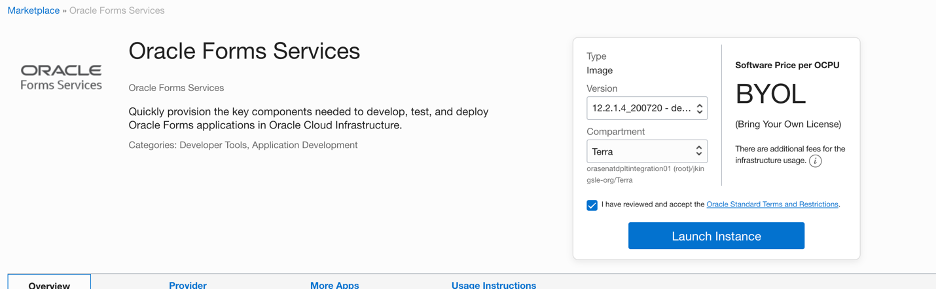 Marketplace » Oracle Forms Services
ORACLE
Forms Services
Oracle Forms Services
Oracle Forms Services
Quickly provision the key components needed to develop, test, and deploy
Oracle Forms applications in Oracle Cloud Infrastructure.
Categories: Developer Tools, Application Development
Type
Image
Version
12.2.1.4_200720 - de...
Compartment
Terra
orasenatdpltintegration01 (root)/jkin
gsle-org/Terra
Software Price per OCPU
BYOL
(Bring Your Own License)
There are additional fees for the
infrastructure usage. i
I have reviewed and accept the Oracle Standard Terms and Restrictions.
Launch Instance
Overview
Provider
More Apps
Usage Instructions